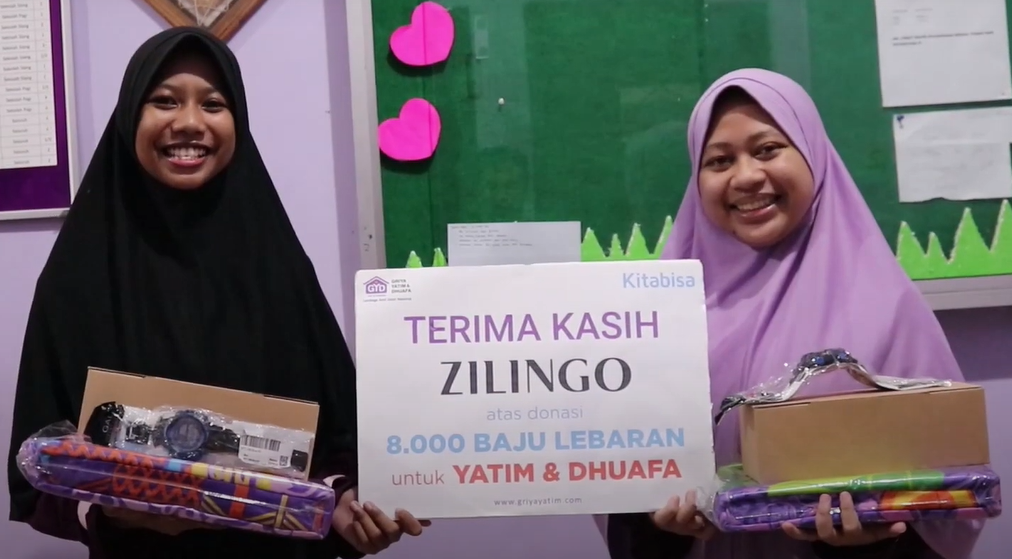 GYD
GRIYA
YATIM &
DHUAFA
Kitabisa
TERIMA KASIH
ZILINGO
atas donasi
8.000 BAJU LEBARAN
untuk YATIM & DHUAFA
www.griyayatim.com